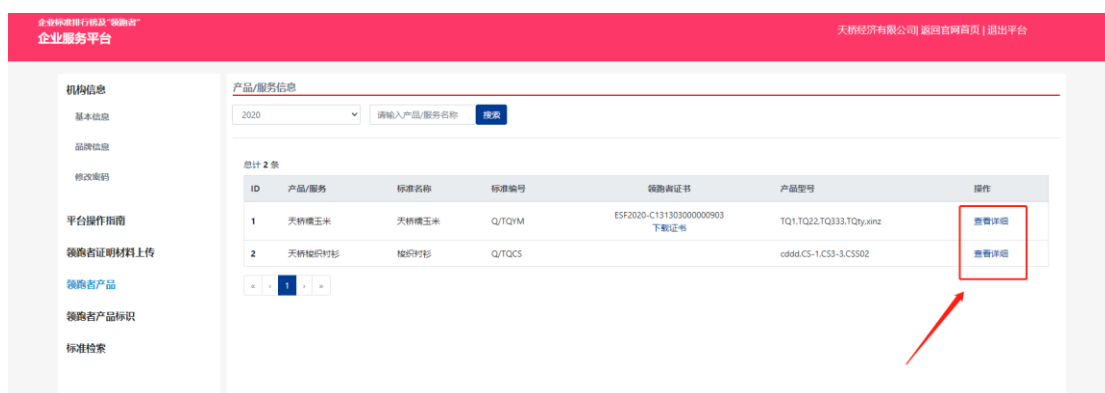 企业标准排行榜及"领跑者"
企业服务平台
天桥经济有限公司| 返回官网首页 | 退出平台
机构信息
基本信息
品牌信息
修改密码
平台操作指南
领跑者证明材料上传
领跑者产品
领跑者产品标识
标准检索
产品/服务信息
2020 请输入产品/服务名称 搜索
总计 2 条
ID 产品/服务 标准名称 标准编号 领跑者证书 产品型号 操作
1 天桥糯玉米 天桥糯玉米 Q/TQYM ESF2020-C131303000000903 TQ1,TQ22,TQ333,TQty,xinz 查看详细
下载证书
2 天桥梭织衬衫 梭织衬衫 Q/TQCS cddd,CS-1,CS3-3,CSS02 查看详细
« ‹ 1 › »